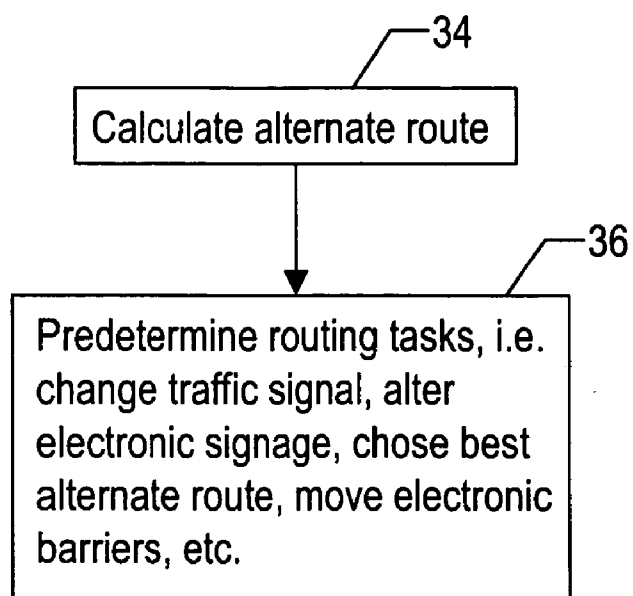 34
Calculate alternate route
36
Predetermine routing tasks, i.e.
change traffic signal, alter
electronic signage, chose best
alternate route, move electronic
barriers, etc.